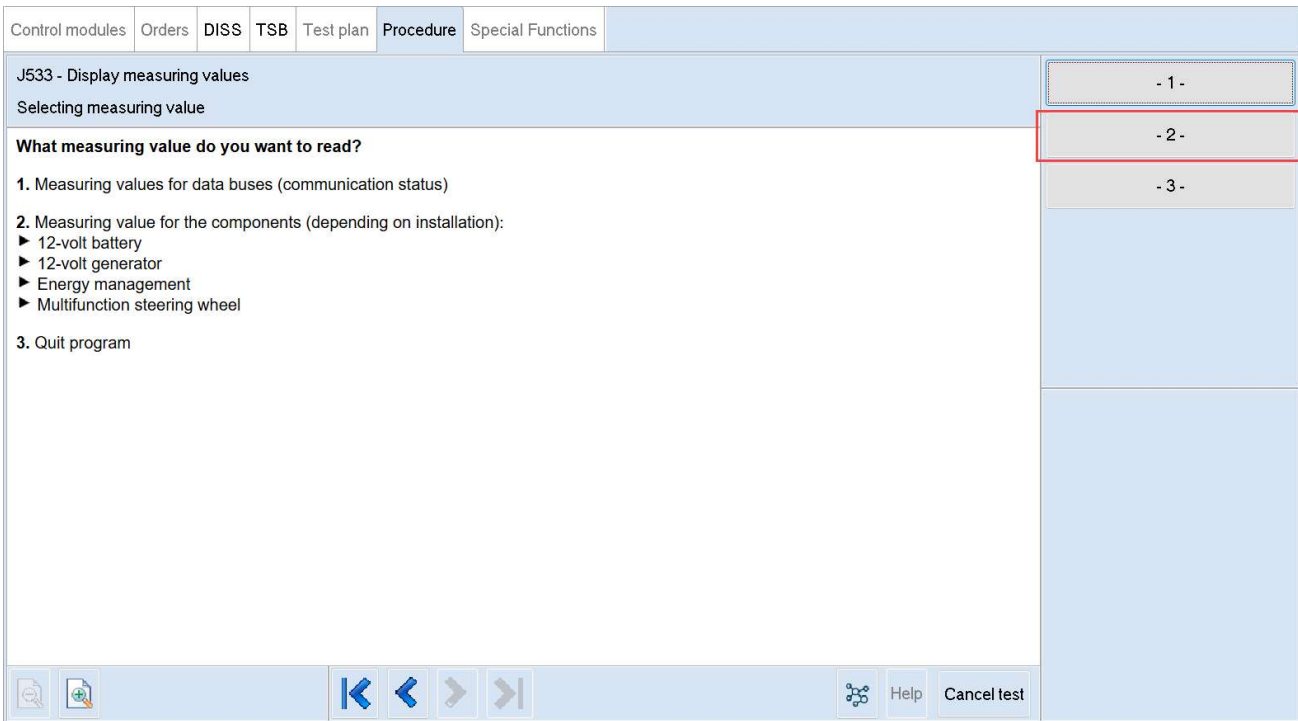 Control modules Orders DISS TSB Test plan Procedure Special Functions
J533 - Display measuring values
Selecting measuring value
- 1 -
- 2 -
- 3 -
What measuring value do you want to read?
1. Measuring values for data buses (communication status)
2. Measuring value for the components (depending on installation):
12-volt battery
12-volt generator
Energy management
Multifunction steering wheel
3. Quit program
Help Cancel test